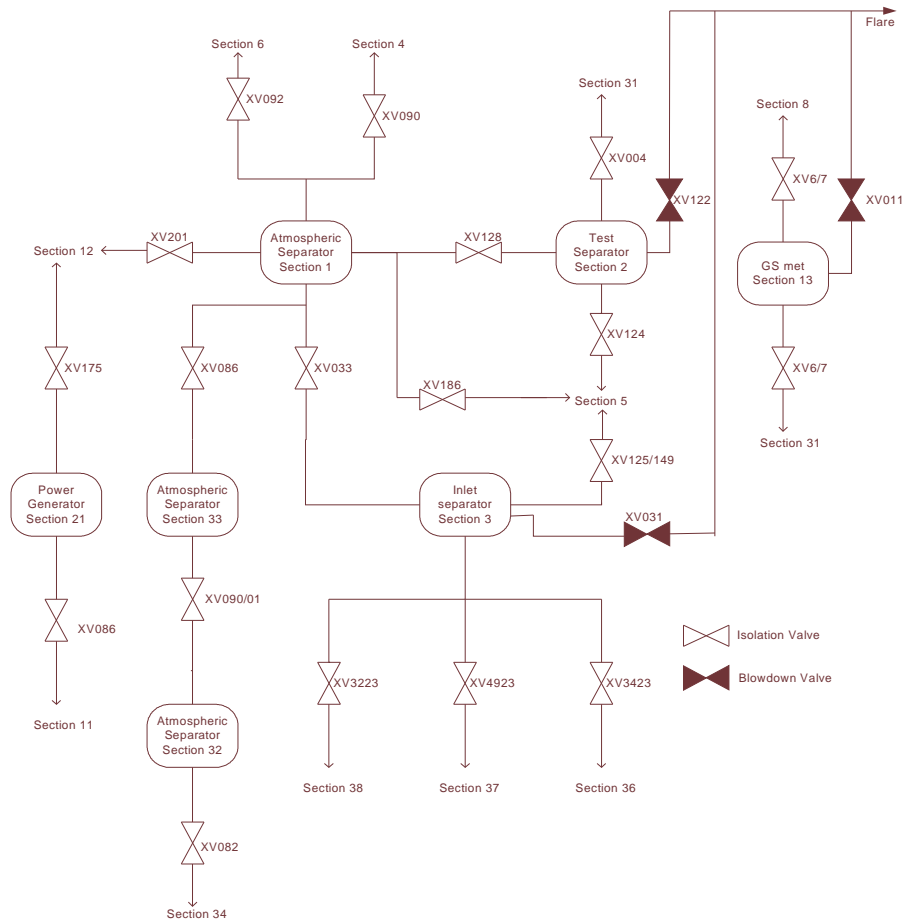 Flare
Section 6
Section 4
Section 31
XV092
XV090
Section 8
XV004
XV6/7
XV122
XV011
XV201
Atmospheric
Separator
Section 1
XV128
Test
Separator
Section 2
Section 12
GS met
Section 13
XV124
XV175
XV086
XV033
XV6/7
XV186
Section 5
Section 31
XV125/149
Power
Generator
Section 21
Atmospheric
Separator
Section 33
Inlet
separator
Section 3
XV031
XV090/01
XV086
Isolation Valve
XV3223
XV4923
XV3423
Blowdown Valve
Section 11
Atmospheric
Separator
Section 32
Section 38
Section 37
Section 36
XV082
Section 34